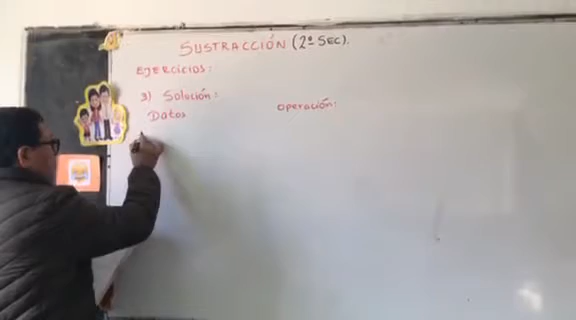 SUSTRACCIÓN (2º SEC).
EJERCICIOS:
3) Solución:
Datos
Operación: